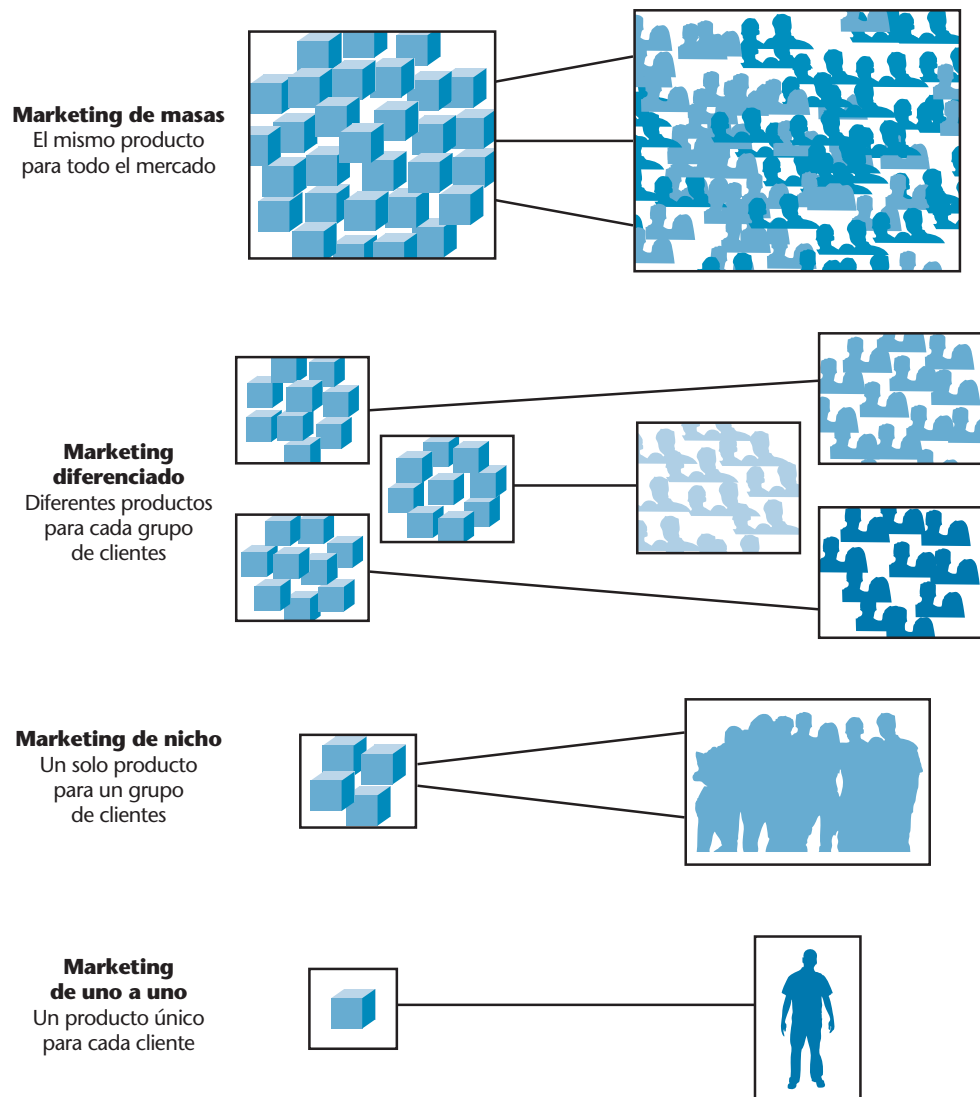 Marketing de masas
El mismo producto
para todo el mercado
Marketing
diferenciado
Diferentes productos
para cada grupo
de clientes
Marketing de nicho
Un solo producto
para un grupo
de clientes
Marketing
de uno a uno
Un producto único
para cada cliente